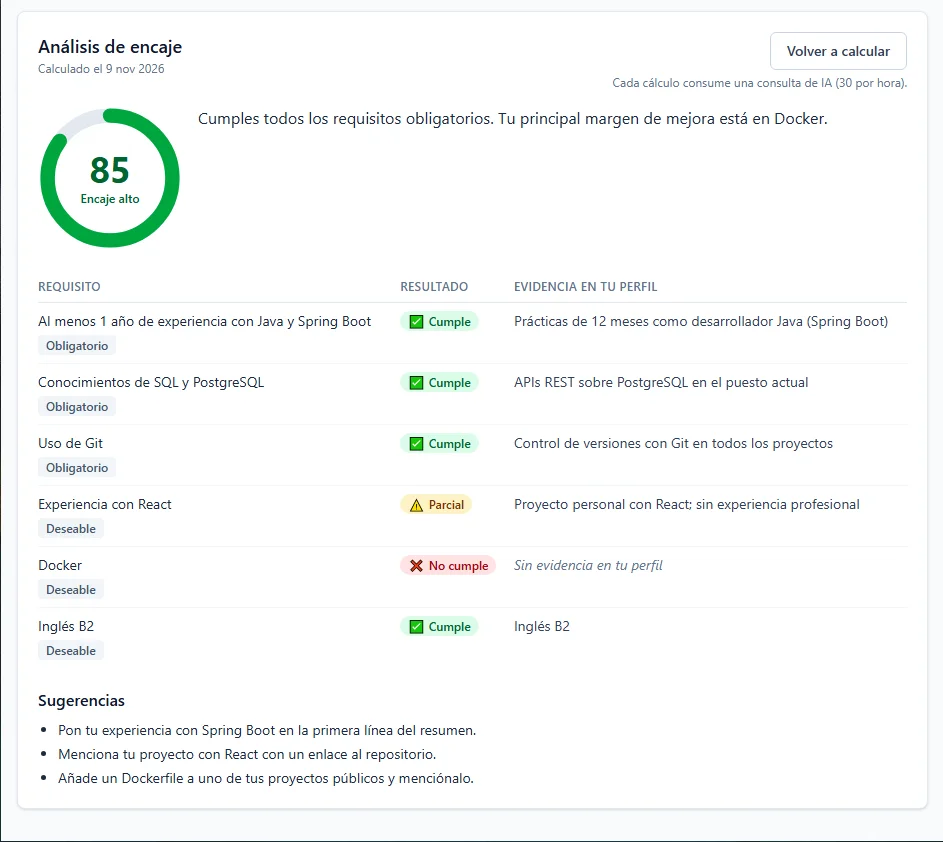 Análisis de encaje
Volver a calcular
Calculado el 9 nov 2026
Cada cálculo consume una consulta de IA (30 por hora).
Cumples todos los requisitos obligatorios. Tu principal margen de mejora está en Docker.
85
Encaje alto
REQUISITO RESULTADO EVIDENCIA EN TU PERFIL
Al menos 1 año de experiencia con Java y Spring Boot Cumple Prácticas de 12 meses como desarrollador Java (Spring Boot)
Obligatorio
Conocimientos de SQL y PostgreSQL Cumple APIs REST sobre PostgreSQL en el puesto actual
Obligatorio
Uso de Git Cumple Control de versiones con Git en todos los proyectos
Obligatorio
Experiencia con React Parcial Proyecto personal con React; sin experiencia profesional
Deseable
Docker No cumple Sin evidencia en tu perfil
Deseable
Inglés B2 Cumple Inglés B2
Deseable
Sugerencias
• Pon tu experiencia con Spring Boot en la primera línea del resumen.
• Menciona tu proyecto con React con un enlace al repositorio.
• Añade un Dockerfile a uno de tus proyectos públicos y menciónalo.